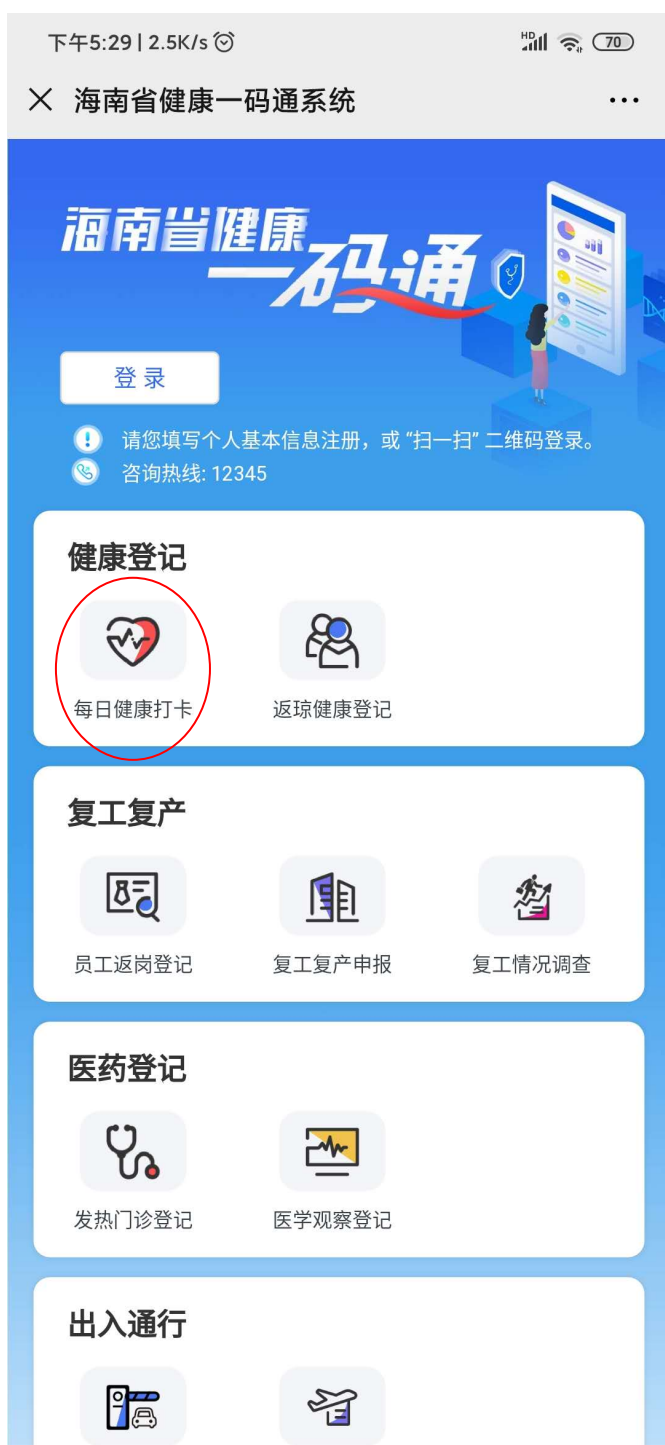 下午5:29 | 2.5K/s
HD 70
海南省健康一码通系统
海南省健康
一码通
登 录
请您填写个人基本信息注册，或 “扫一扫” 二维码登录。
咨询热线: 12345
健康登记
每日健康打卡
返琼健康登记
复工复产
员工返岗登记
复工复产申报
复工情况调查
医药登记
发热门诊登记
医学观察登记
出入通行